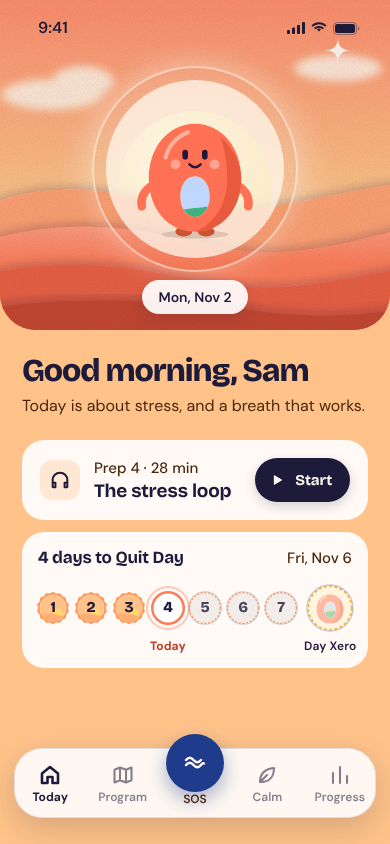 9:41
Mon, Nov 2
Good morning, Sam
Today is about stress, and a breath that works.
Prep 4 · 28 min
The stress loop
Start
4 days to Quit Day
Fri, Nov 6
1 2 3 4 5 6 7
Today
Day Xero
Today
Program
SOS
Calm
Progress